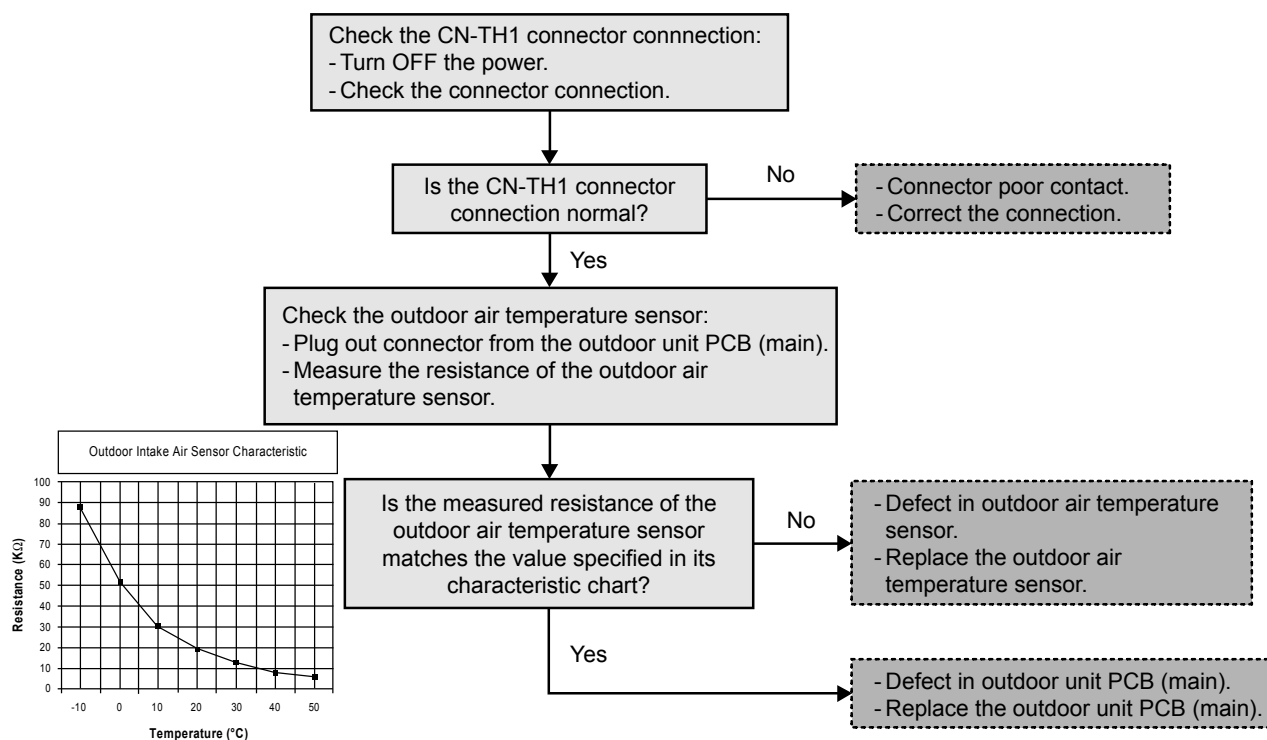 Check the CN-TH1 connector connnection:
- Turn OFF the power.
- Check the connector connection.
Is the CN-TH1 connector
connection normal?
No
- Connector poor contact.
- Correct the connection.
Yes
Check the outdoor air temperature sensor:
- Plug out connector from the outdoor unit PCB (main).
- Measure the resistance of the outdoor air
temperature sensor.
Outdoor Intake Air Sensor Characteristic
100
90
80
70
60
50
40
30
20
10
0
Resistance (KΩ)
-10 0 10 20 30 40 50
Temperature (°C)
Is the measured resistance of the
outdoor air temperature sensor
matches the value specified in its
characteristic chart?
No
- Defect in outdoor air temperature
sensor.
- Replace the outdoor air
temperature sensor.
Yes
- Defect in outdoor unit PCB (main).
- Replace the outdoor unit PCB (main).